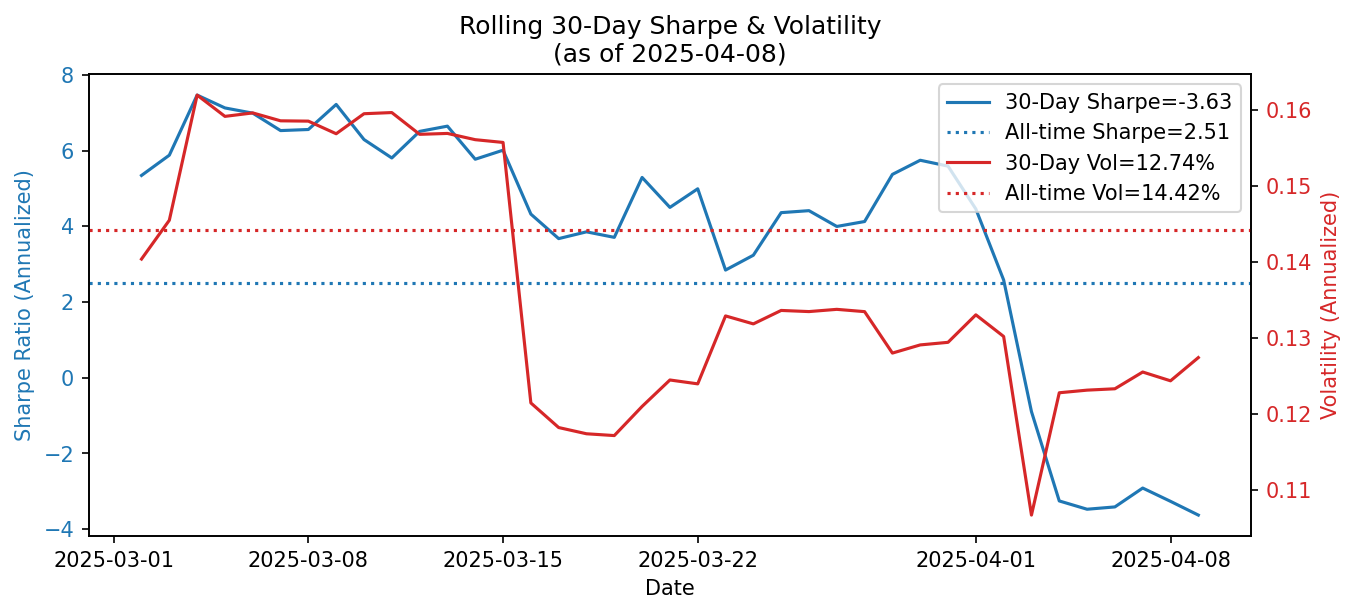 Rolling 30-Day Sharpe & Volatility
(as of 2025-04-08)
30-Day Sharpe=-3.63
All-time Sharpe=2.51
30-Day Vol=12.74%
All-time Vol=14.42%
Sharpe Ratio (Annualized)
8
6
4
2
0
−2
−4
0.16
0.15
0.14
0.13
0.12
0.11
Volatility (Annualized)
2025-03-01
2025-03-08
2025-03-15
2025-03-22
2025-04-01
2025-04-08
Date